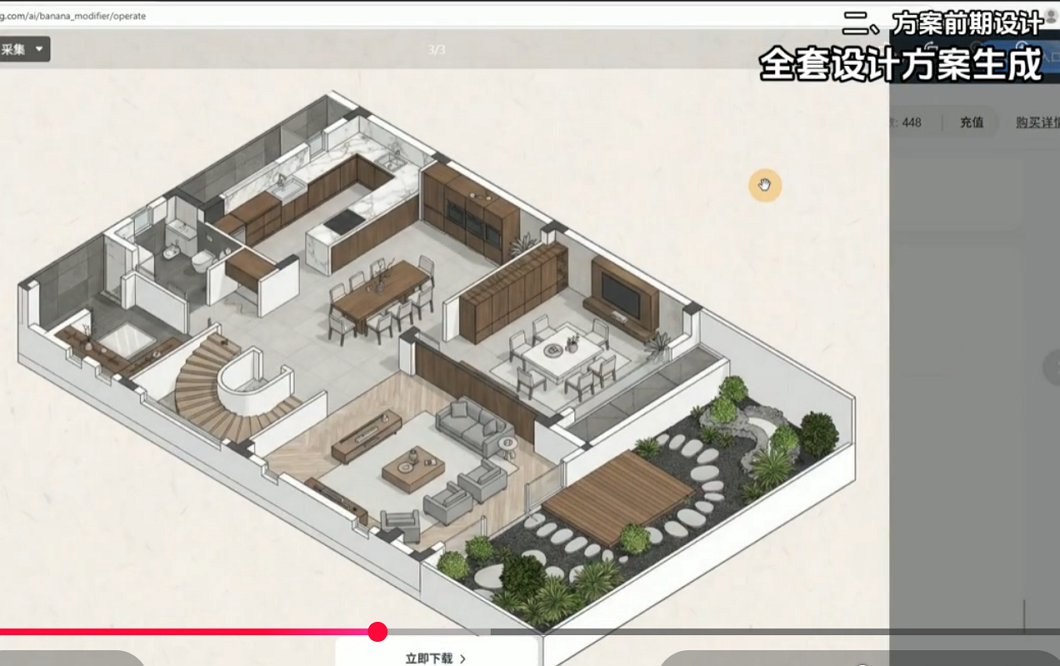 g.com/ai/banana_modifier/operate
二、方案前期设计
全套设计方案生成
采集
3/3
448
充值
购买详情
立即下载 >